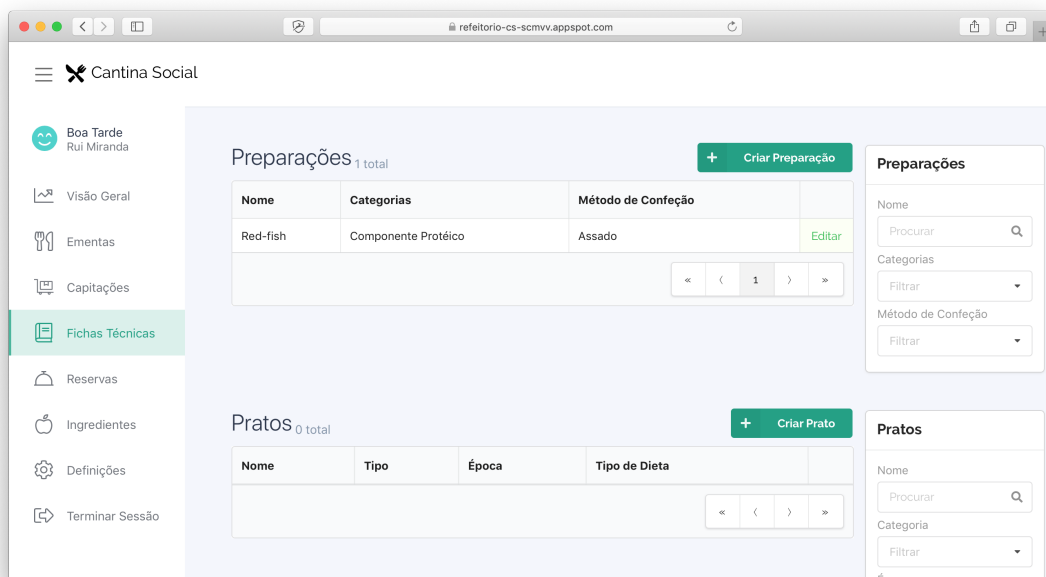 refeitorio-cs-scmvv.appspot.com
Cantina Social
Boa Tarde
Rui Miranda
Visão Geral
Ementas
Capitações
Fichas Técnicas
Reservas
Ingredientes
Definições
Terminar Sessão
Preparações 1 total
+ Criar Preparação
Nome Categorias Método de Confeção
Red-fish Componente Protéico Assado Editar
« 〈 1 〉 »
Preparações
Nome
Procurar
Categorias
Filtrar
Método de Confeção
Filtrar
Pratos 0 total
+ Criar Prato
Nome Tipo Época Tipo de Dieta
« 〈 〉 »
Pratos
Nome
Procurar
Categoria
Filtrar